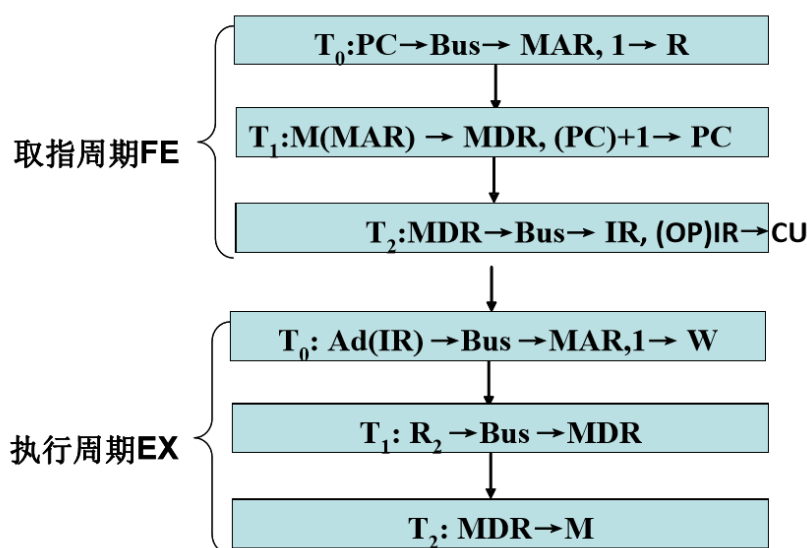 T₀:PC→Bus→ MAR, 1→ R
取指周期FE
T₁:M(MAR) → MDR, (PC)+1→ PC
T₂:MDR→Bus→ IR, (OP)IR→CU
T₀: Ad(IR) →Bus →MAR,1→ W
执行周期EX
T₁: R₂ →Bus →MDR
T₂: MDR→M